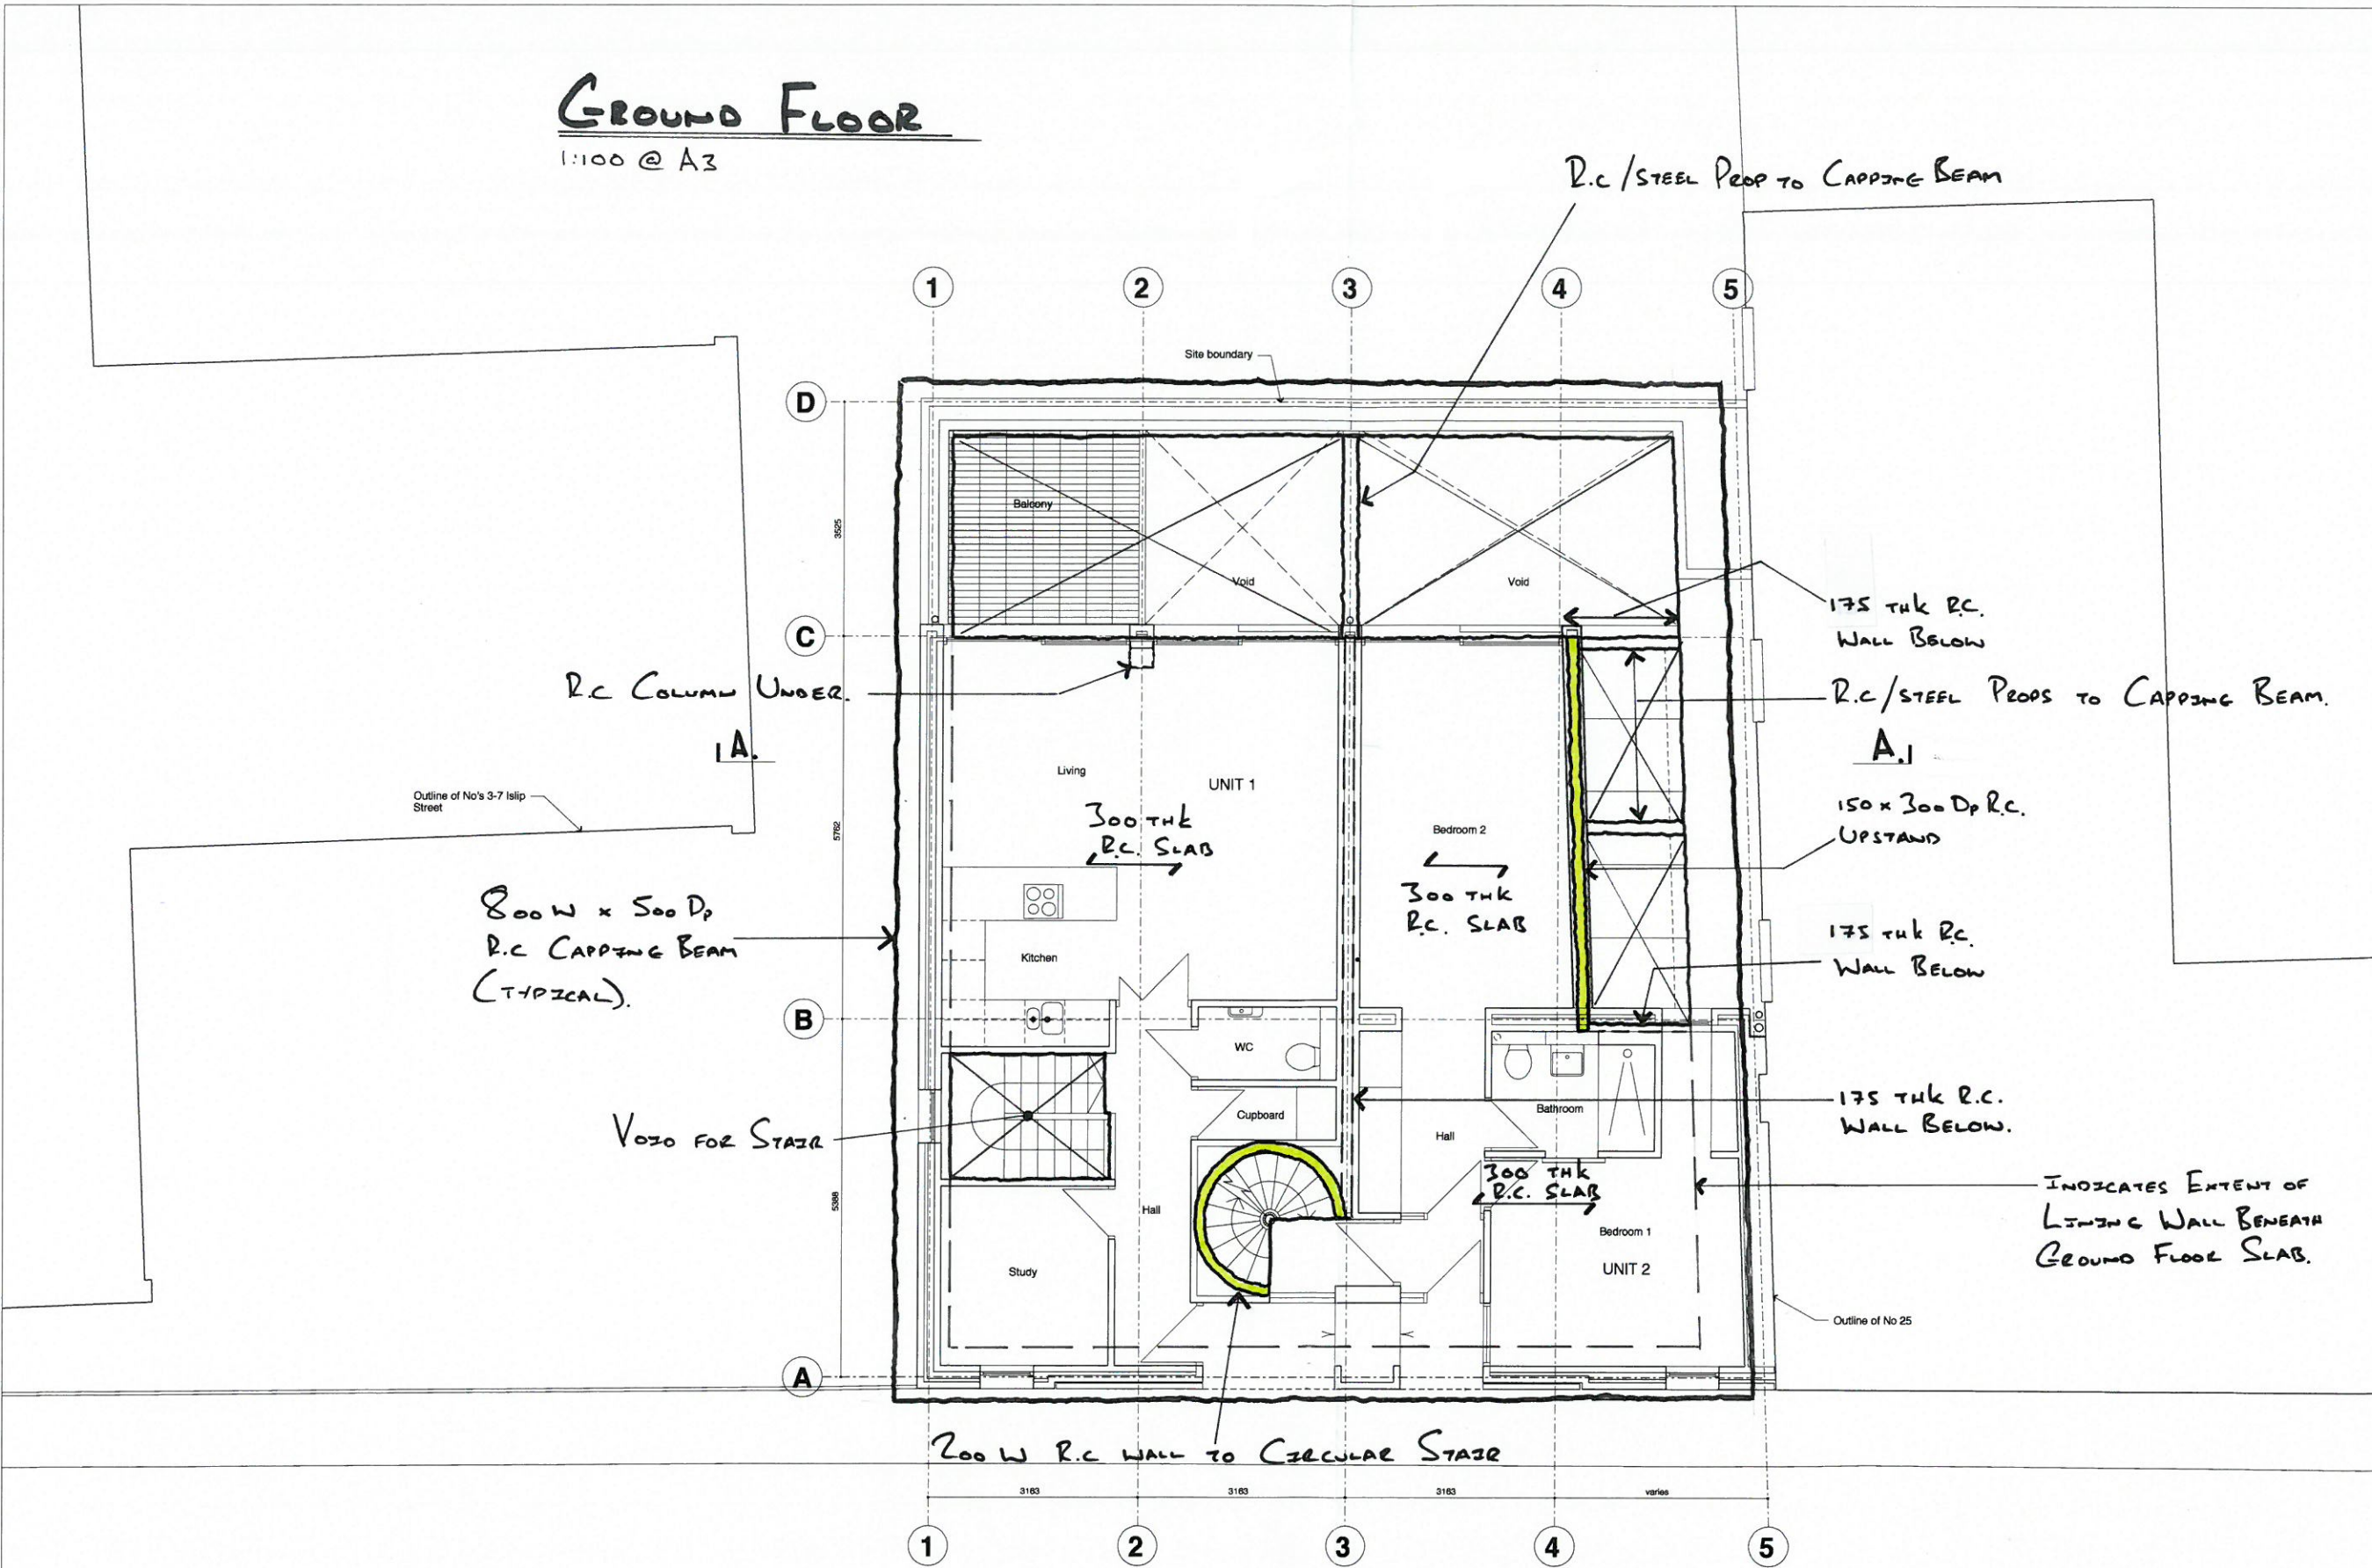 GROUND FLOOR
1:100 @ A3
R.C/STEEL PROP TO CAPPING BEAM
1
2
3
4
5
Site boundary
D
3525
Balcony
Void
Void
175 THK R.C.
WALL BELOW
C
R.C COLUMN UNDER.
R.C/STEEL PROPS TO CAPPING BEAM.
A.
A.
Living
UNIT 1
Outline of No's 3-7 Islip
Street
150 x 300 Dp R.C.
UPSTAND
300 THK
R.C. SLAB
5762
Bedroom 2
300 THK
R.C. SLAB
800 W x 500 Dp
R.C CAPPING BEAM
(TYPICAL).
175 THK R.C.
WALL BELOW
Kitchen
B
WC
Cupboard
175 THK R.C.
WALL BELOW.
Bathroom
VOID FOR STAIR
Hall
300 THK
R.C. SLAB
INDICATES EXTENT OF
LINING WALL BENEATH
GROUND FLOOR SLAB.
5388
Hall
Bedroom 1
Study
UNIT 2
Outline of No 25
A
200 W R.C WALL TO CIRCULAR STAIR
3163
3163
3163
varies
1
2
3
4
5